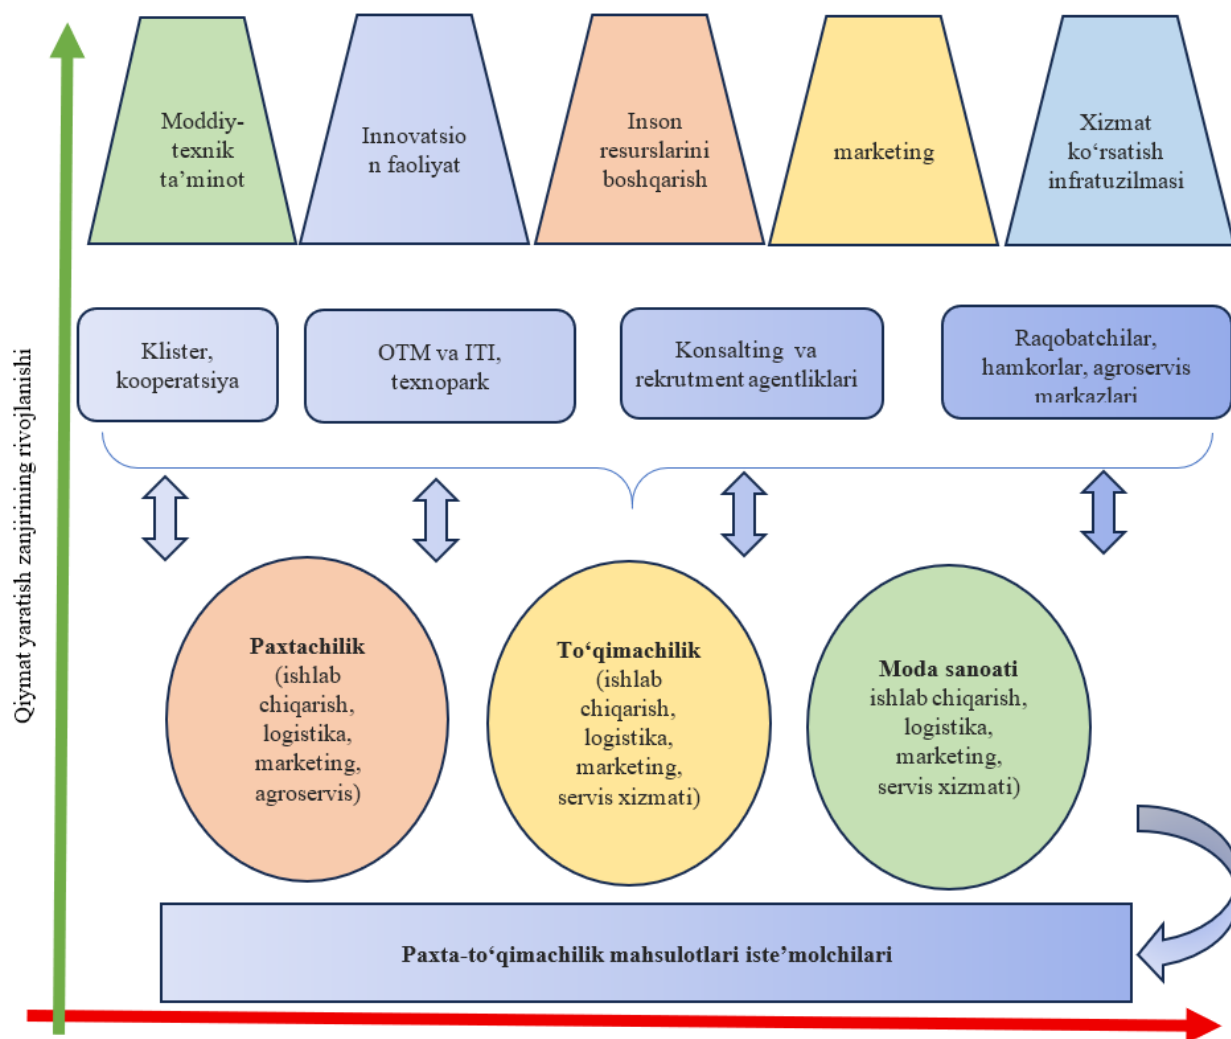 Moddiy-
texnik
ta’minot
Innovatsio
n faoliyat
Inson
resurslarini
boshqarish
marketing
Xizmat
ko‘rsatish
infratuzilmasi
Klister,
kooperatsiya
OTM va ITI,
texnopark
Konsalting va
rekrutment agentliklari
Raqobatchilar,
hamkorlar, agroservis
markazlari
Qiymat yaratish zanjirining rivojlanishi
Paxtachilik
(ishlab
chiqarish,
logistika,
marketing,
agroservis)
To‘qimachilik
(ishlab
chiqarish,
logistika,
marketing,
servis xizmati)
Moda sanoati
ishlab chiqarish,
logistika,
marketing,
servis xizmati)
Paxta-to‘qimachilik mahsulotlari iste’molchilari